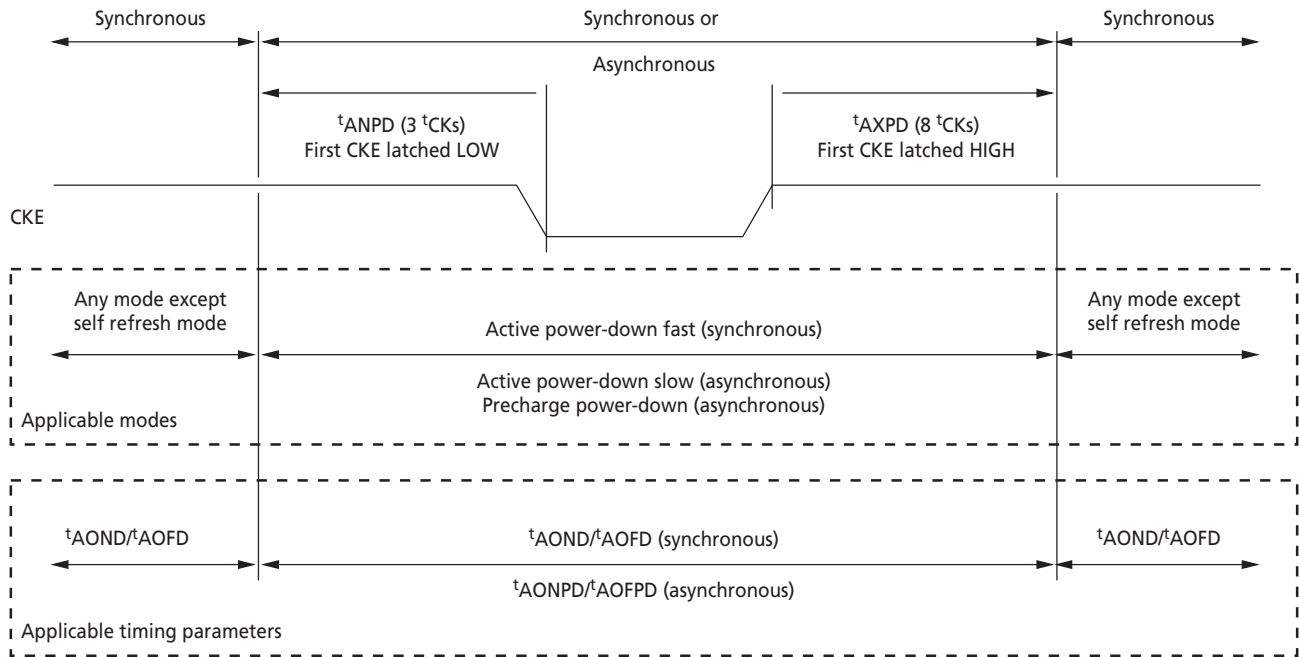 Synchronous
Synchronous or
Asynchronous
Synchronous
tANPD (3 tCKs)
First CKE latched LOW
tAXPD (8 tCKs)
First CKE latched HIGH
CKE
Any mode except
self refresh mode
Active power-down fast (synchronous)
Active power-down slow (asynchronous)
Precharge power-down (asynchronous)
Any mode except
self refresh mode
Applicable modes
tAOND/tAOFD
tAOND/tAOFD (synchronous)
tAONPD/tAOFPD (asynchronous)
tAOND/tAOFD
Applicable timing parameters